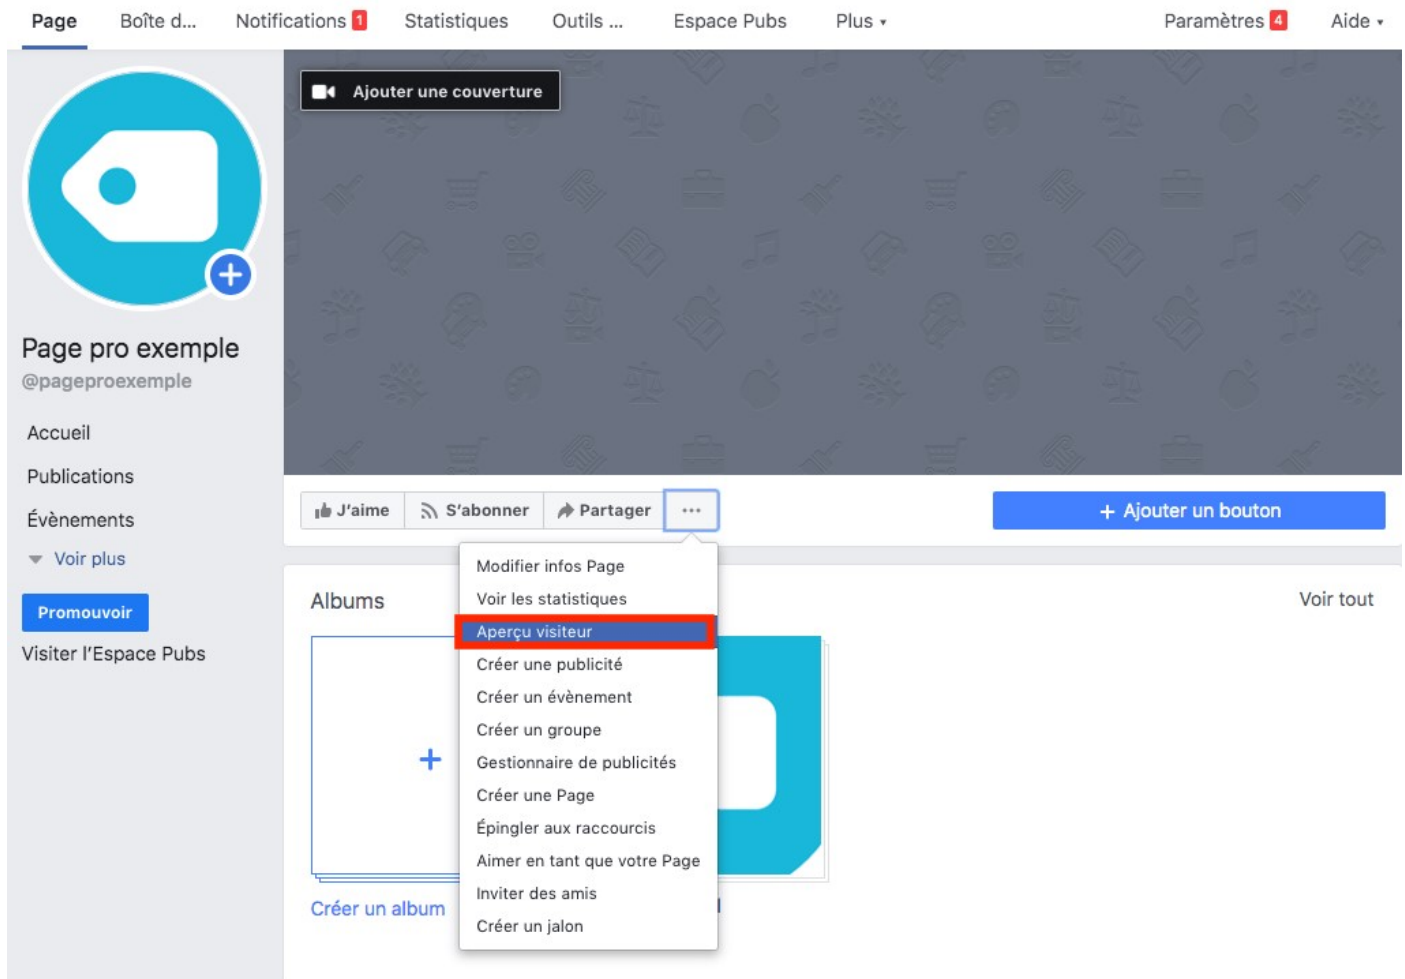 Page Boîte d... Notifications 1 Statistiques Outils ... Espace Pubs Plus Paramètres 4 Aide
Ajouter une couverture
Page pro exemple
@pageproexemple
Accueil
Publications
Évènements
Voir plus
Promouvoir
Visiter l'Espace Pubs
J'aime S'abonner Partager ... + Ajouter un bouton
Modifier infos Page
Voir les statistiques
Aperçu visiteur
Créer une publicité
Créer un évènement
Créer un groupe
Gestionnaire de publicités
Créer une Page
Épingler aux raccourcis
Aimer en tant que votre Page
Inviter des amis
Créer un jalon
Albums Voir tout
Créer un album